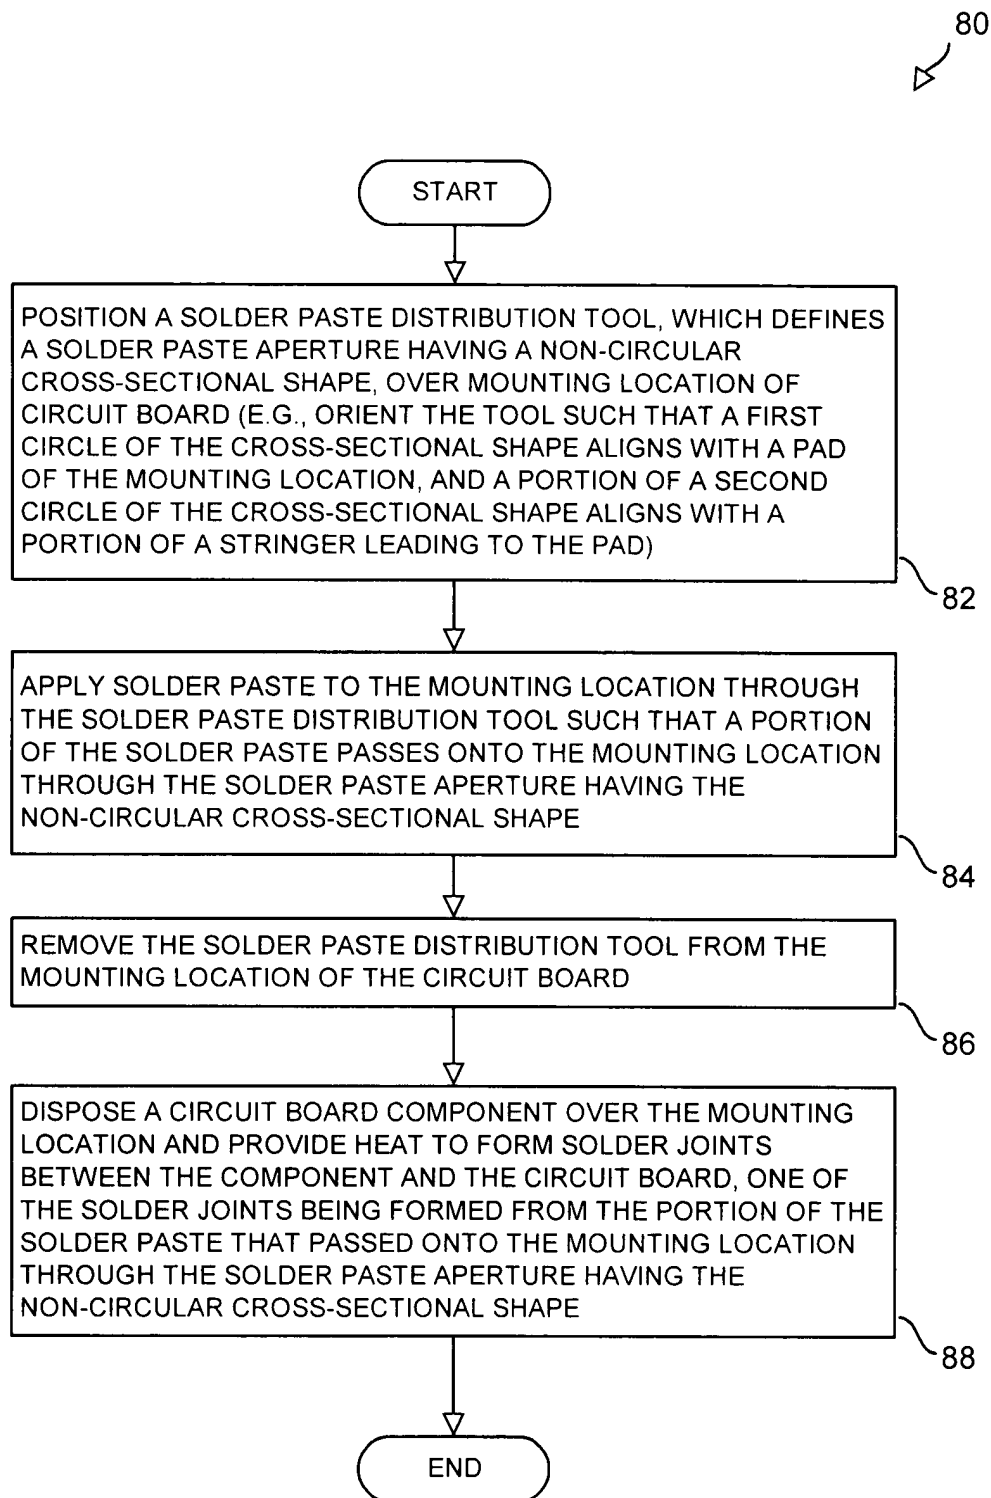 80
START
POSITION A SOLDER PASTE DISTRIBUTION TOOL, WHICH DEFINES
A SOLDER PASTE APERTURE HAVING A NON-CIRCULAR
CROSS-SECTIONAL SHAPE, OVER MOUNTING LOCATION OF
CIRCUIT BOARD (E.G., ORIENT THE TOOL SUCH THAT A FIRST
CIRCLE OF THE CROSS-SECTIONAL SHAPE ALIGNS WITH A PAD
OF THE MOUNTING LOCATION, AND A PORTION OF A SECOND
CIRCLE OF THE CROSS-SECTIONAL SHAPE ALIGNS WITH A
PORTION OF A STRINGER LEADING TO THE PAD)
82
APPLY SOLDER PASTE TO THE MOUNTING LOCATION THROUGH
THE SOLDER PASTE DISTRIBUTION TOOL SUCH THAT A PORTION
OF THE SOLDER PASTE PASSES ONTO THE MOUNTING LOCATION
THROUGH THE SOLDER PASTE APERTURE HAVING THE
NON-CIRCULAR CROSS-SECTIONAL SHAPE
84
REMOVE THE SOLDER PASTE DISTRIBUTION TOOL FROM THE
MOUNTING LOCATION OF THE CIRCUIT BOARD
86
DISPOSE A CIRCUIT BOARD COMPONENT OVER THE MOUNTING
LOCATION AND PROVIDE HEAT TO FORM SOLDER JOINTS
BETWEEN THE COMPONENT AND THE CIRCUIT BOARD, ONE OF
THE SOLDER JOINTS BEING FORMED FROM THE PORTION OF THE
SOLDER PASTE THAT PASSED ONTO THE MOUNTING LOCATION
THROUGH THE SOLDER PASTE APERTURE HAVING THE
NON-CIRCULAR CROSS-SECTIONAL SHAPE
88
END